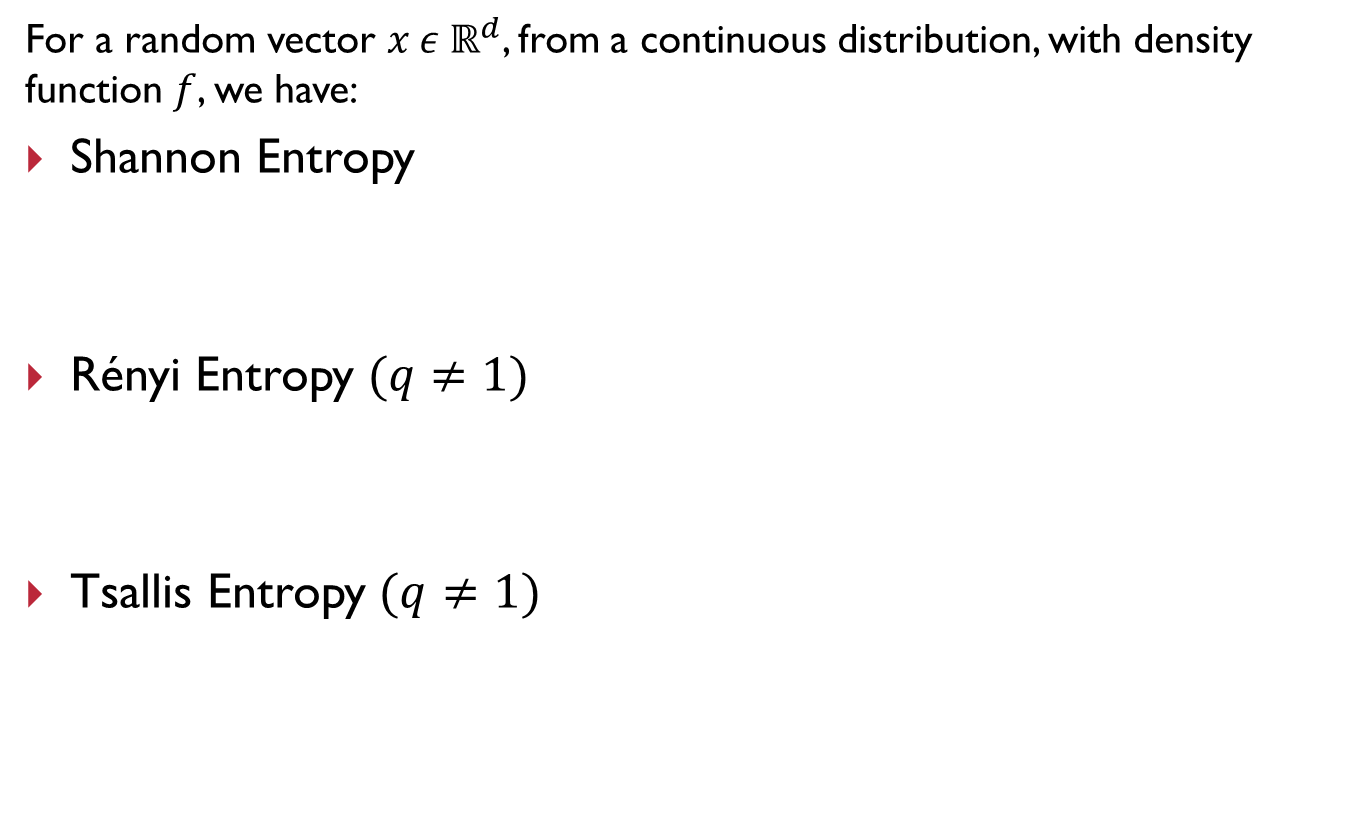 For a random vector 𝑥 𝜖 ℝᵈ, from a continuous distribution, with density
function 𝑓, we have:
Shannon Entropy
Rényi Entropy (𝑞 ≠ 1)
Tsallis Entropy (𝑞 ≠ 1)